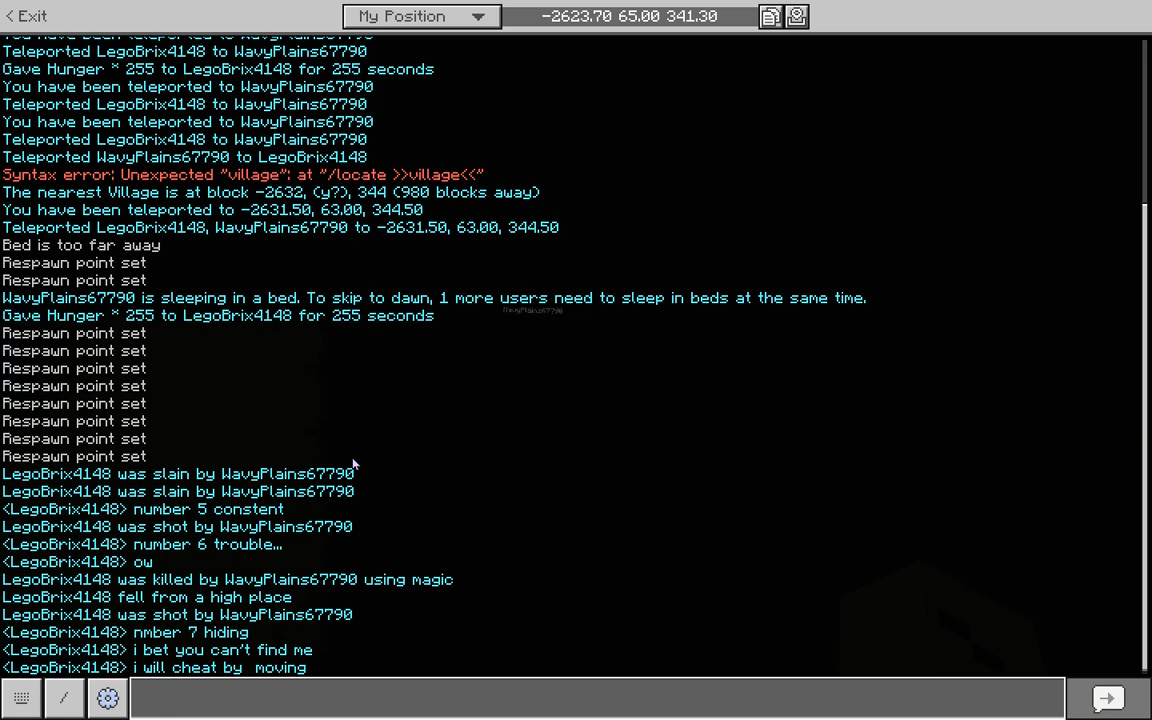 < Exit
My Position
-2623.70 65.00 341.30
You have been teleported to WavyPlains67790
Teleported LegoBrix4148 to WavyPlains67790
Gave Hunger * 255 to LegoBrix4148 for 255 seconds
You have been teleported to WavyPlains67790
Teleported LegoBrix4148 to WavyPlains67790
You have been teleported to WavyPlains67790
Teleported LegoBrix4148 to WavyPlains67790
Teleported WavyPlains67790 to LegoBrix4148
Syntax error: Unexpected "village": at "/locate >>village<<"
The nearest Village is at block -2632, (y?), 344 (980 blocks away)
You have been teleported to -2631.50, 63.00, 344.50
Teleported LegoBrix4148, WavyPlains67790 to -2631.50, 63.00, 344.50
Bed is too far away
Respawn point set
Respawn point set
WavyPlains67790 is sleeping in a bed. To skip to dawn, 1 more users need to sleep in beds at the same time.
Gave Hunger * 255 to LegoBrix4148 for 255 seconds
WavyPlains67790
Respawn point set
Respawn point set
Respawn point set
Respawn point set
Respawn point set
Respawn point set
Respawn point set
Respawn point set
LegoBrix4148 was slain by WavyPlains67790
LegoBrix4148 was slain by WavyPlains67790
<LegoBrix4148> number 5 constent
LegoBrix4148 was shot by WavyPlains67790
<LegoBrix4148> number 6 trouble...
<LegoBrix4148> ow
LegoBrix4148 was killed by WavyPlains67790 using magic
LegoBrix4148 fell from a high place
LegoBrix4148 was shot by WavyPlains67790
<LegoBrix4148> nmber 7 hiding
<LegoBrix4148> i bet you can't find me
<LegoBrix4148> i will cheat by  moving
/